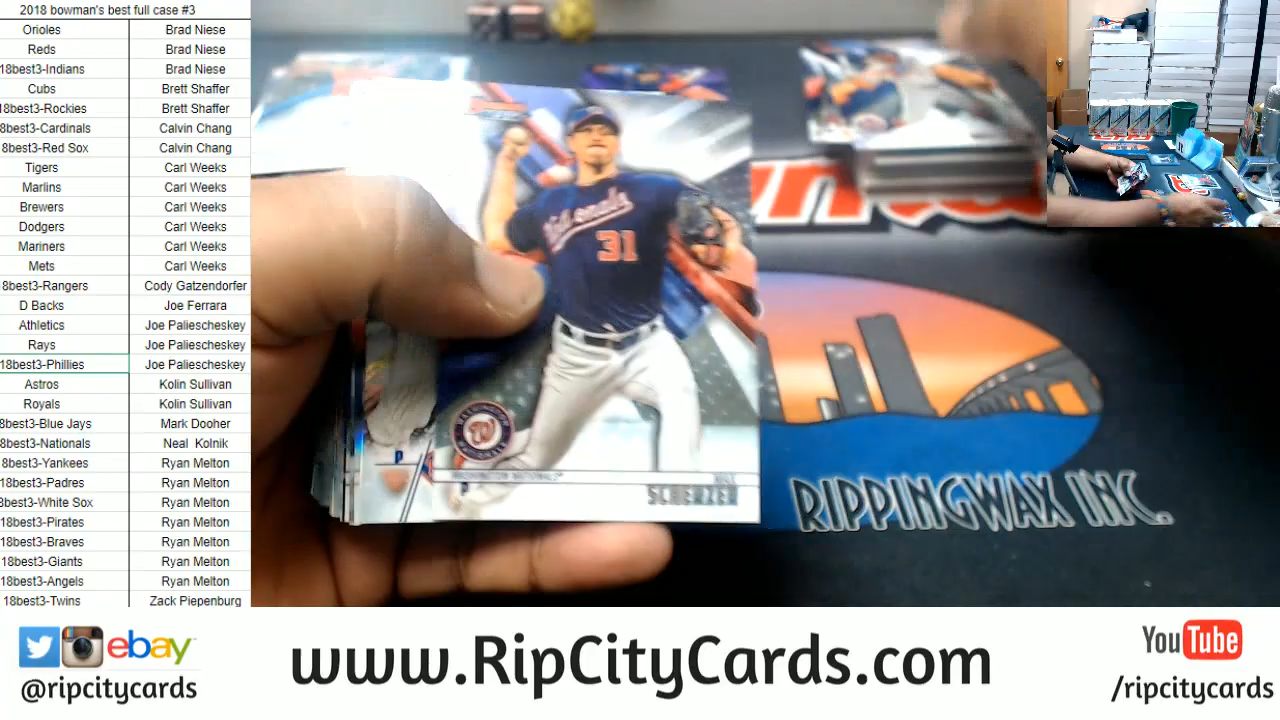 2018 bowman's best full case #3
Orioles Brad Niese
Reds Brad Niese
18best3-Indians Brad Niese
Cubs Brett Shaffer
18best3-Rockies Brett Shaffer
8best3-Cardinals Calvin Chang
18best3-Red Sox Calvin Chang
Tigers Carl Weeks
Marlins Carl Weeks
Brewers Carl Weeks
Dodgers Carl Weeks
Mariners Carl Weeks
Mets Carl Weeks
8best3-Rangers Cody Gatzendorfer
D Backs Joe Ferrara
Athletics Joe Paliescheskey
Rays Joe Paliescheskey
18best3-Phillies Joe Paliescheskey
Astros Kolin Sullivan
Royals Kolin Sullivan
8best3-Blue Jays Mark Dooher
8best3-Nationals Neal Kolnik
8best3-Yankees Ryan Melton
18best3-Padres Ryan Melton
8best3-White Sox Ryan Melton
18best3-Pirates Ryan Melton
18best3-Braves Ryan Melton
18best3-Giants Ryan Melton
18best3-Angels Ryan Melton
18best3-Twins Zack Piepenburg
Nationals
31
W
WASHINGTON NATIONALS
MAX
SCHERZER
RIPPINGWAX INC.
ebay
@ripcitycards
www.RipCityCards.com
YouTube
/ripcitycards